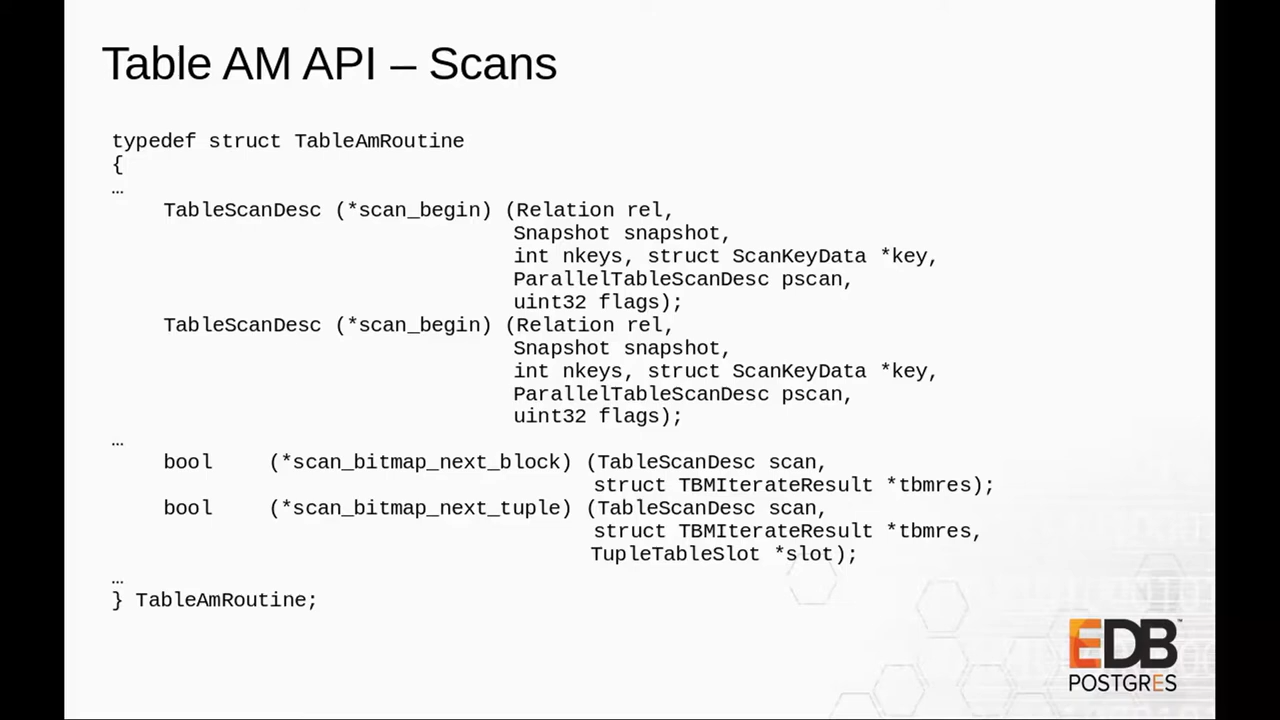 Table AM API – Scans
typedef struct TableAmRoutine
{
…
TableScanDesc (*scan_begin) (Relation rel,
Snapshot snapshot,
int nkeys, struct ScanKeyData *key,
ParallelTableScanDesc pscan,
uint32 flags);
TableScanDesc (*scan_begin) (Relation rel,
Snapshot snapshot,
int nkeys, struct ScanKeyData *key,
ParallelTableScanDesc pscan,
uint32 flags);
…
bool (*scan_bitmap_next_block) (TableScanDesc scan,
struct TBMIterateResult *tbmres);
bool (*scan_bitmap_next_tuple) (TableScanDesc scan,
struct TBMIterateResult *tbmres,
TupleTableSlot *slot);
…
} TableAmRoutine;
EDB™
POSTGRES